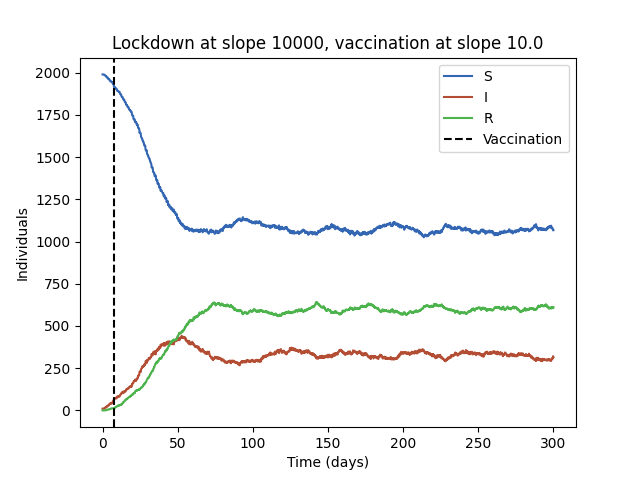 Lockdown at slope 10000, vaccination at slope 10.0
2000
1750
1500
1250
1000
750
500
250
0
Individuals
S
I
R
Vaccination
0 50 100 150 200 250 300
Time (days)